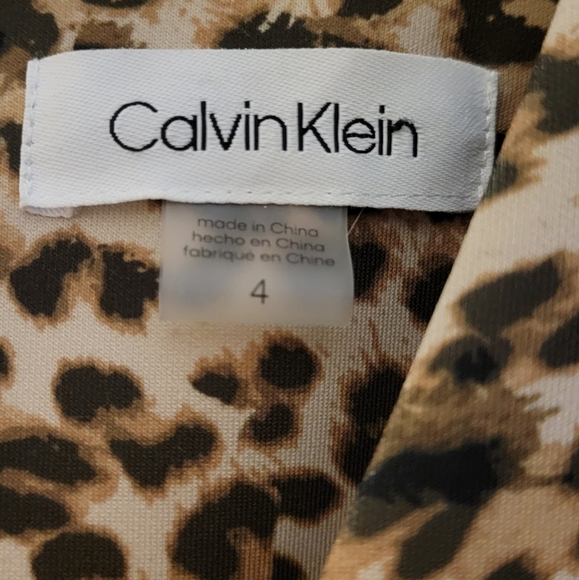 Calvin Klein
made in China
hecho en China
fabriqué en Chine
4